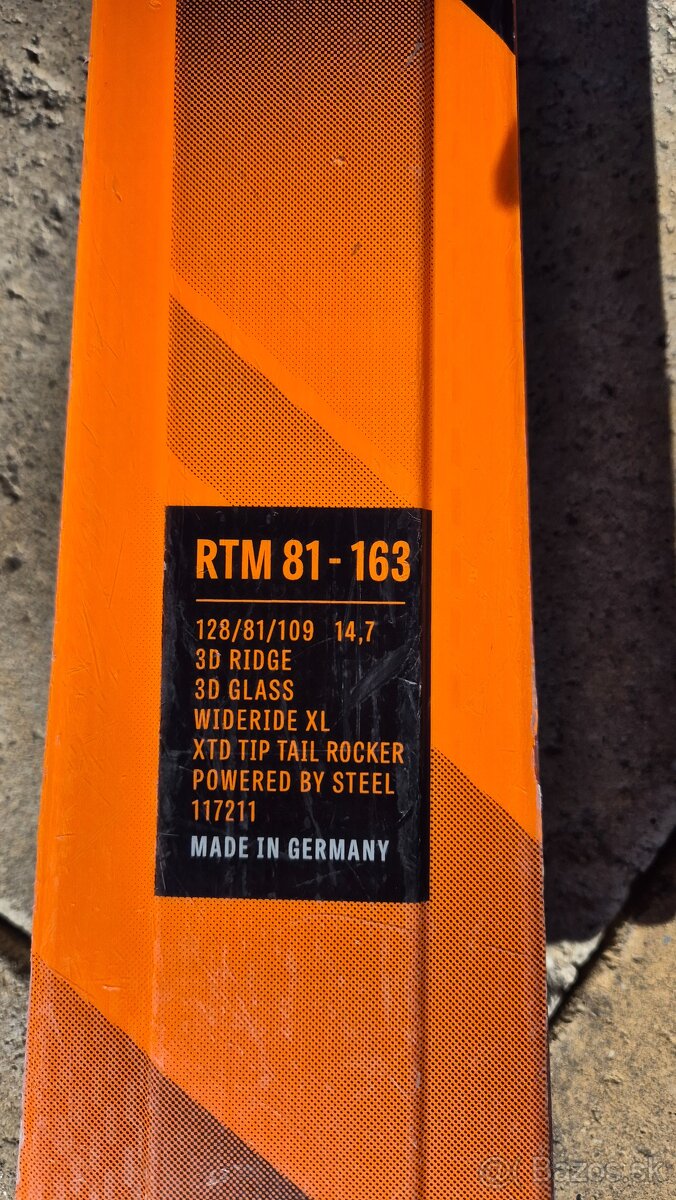 RTM 81 - 163
128/81/109 14,7
3D RIDGE
3D GLASS
WIDERIDE XL
XTD TIP TAIL ROCKER
POWERED BY STEEL
117211
MADE IN GERMANY
Bazos.sk